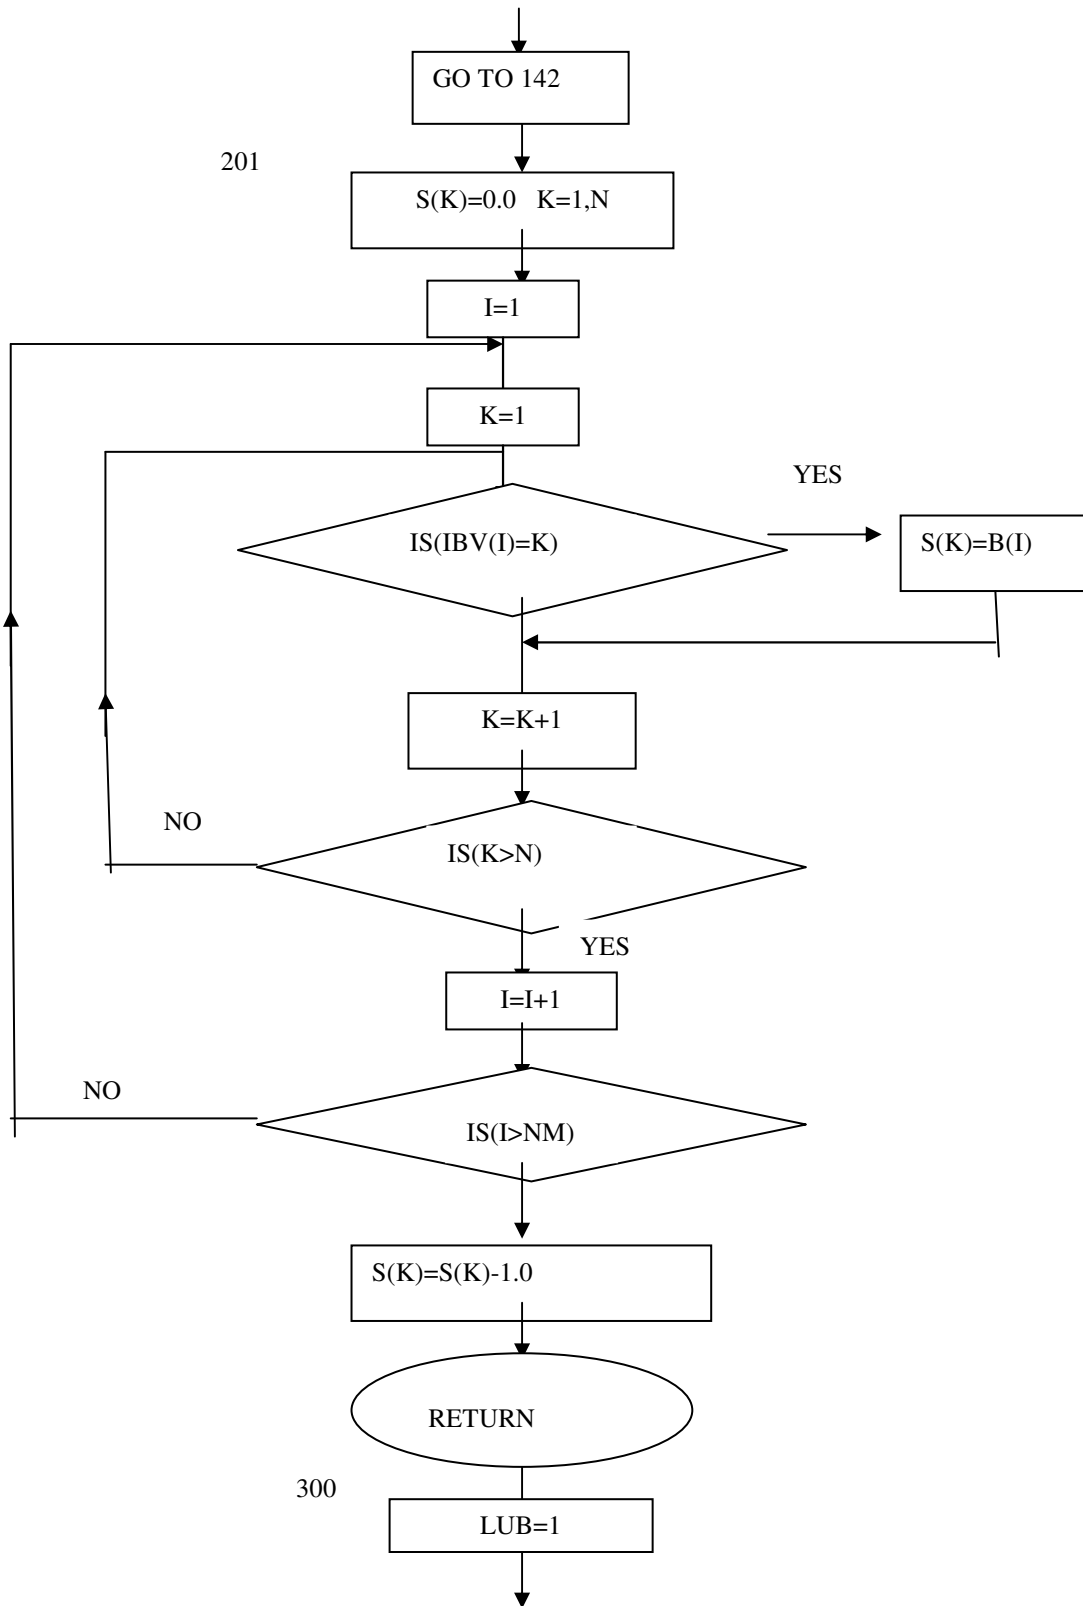 GO TO 142
201
S(K)=0.0 K=1,N
I=1
K=1
YES
IS(IBV(I)=K)
S(K)=B(I)
K=K+1
NO
IS(K>N)
YES
I=I+1
NO
IS(I>NM)
S(K)=S(K)-1.0
RETURN
300
LUB=1